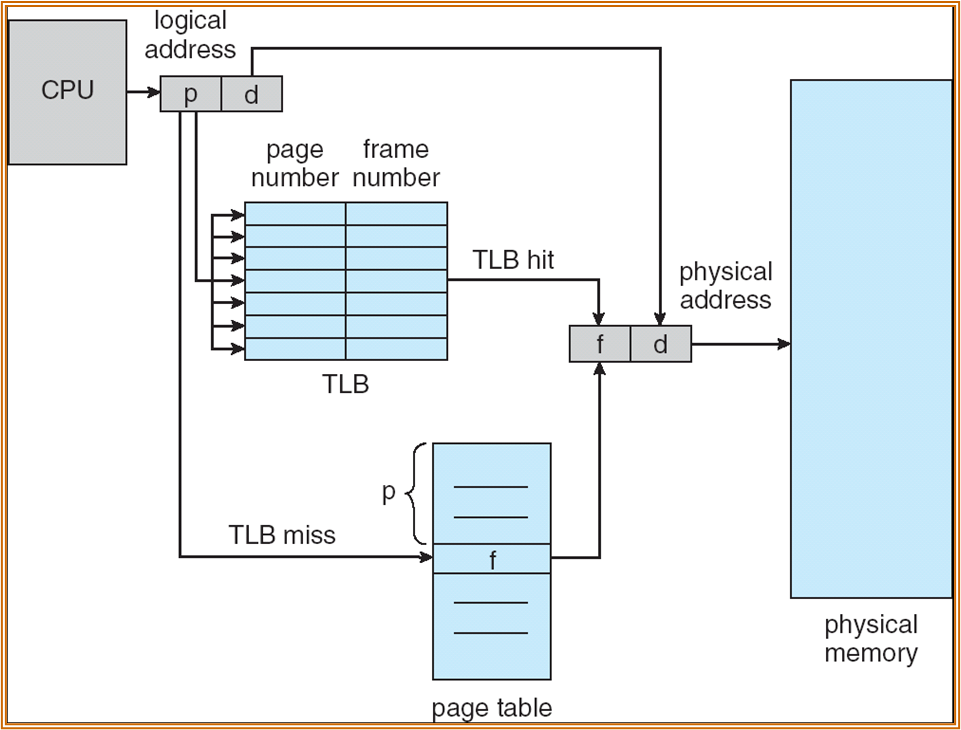 logical
address
CPU
p
d
page
number
frame
number
TLB hit
physical
address
f
d
TLB
p
TLB miss
f
physical
memory
page table